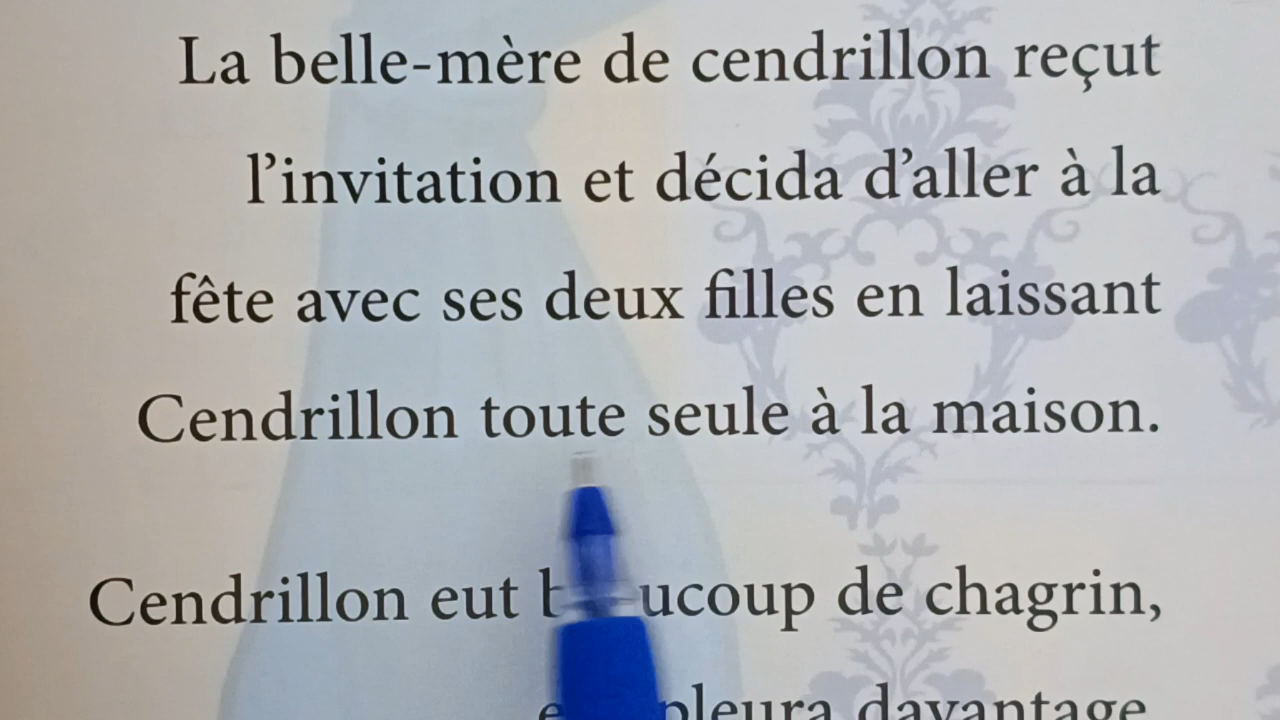 La belle-mère de cendrillon reçut
l'invitation et décida d'aller à la
fête avec ses deux filles en laissant
Cendrillon toute seule à la maison.
Cendrillon eut de chagrin,
pleura davantage